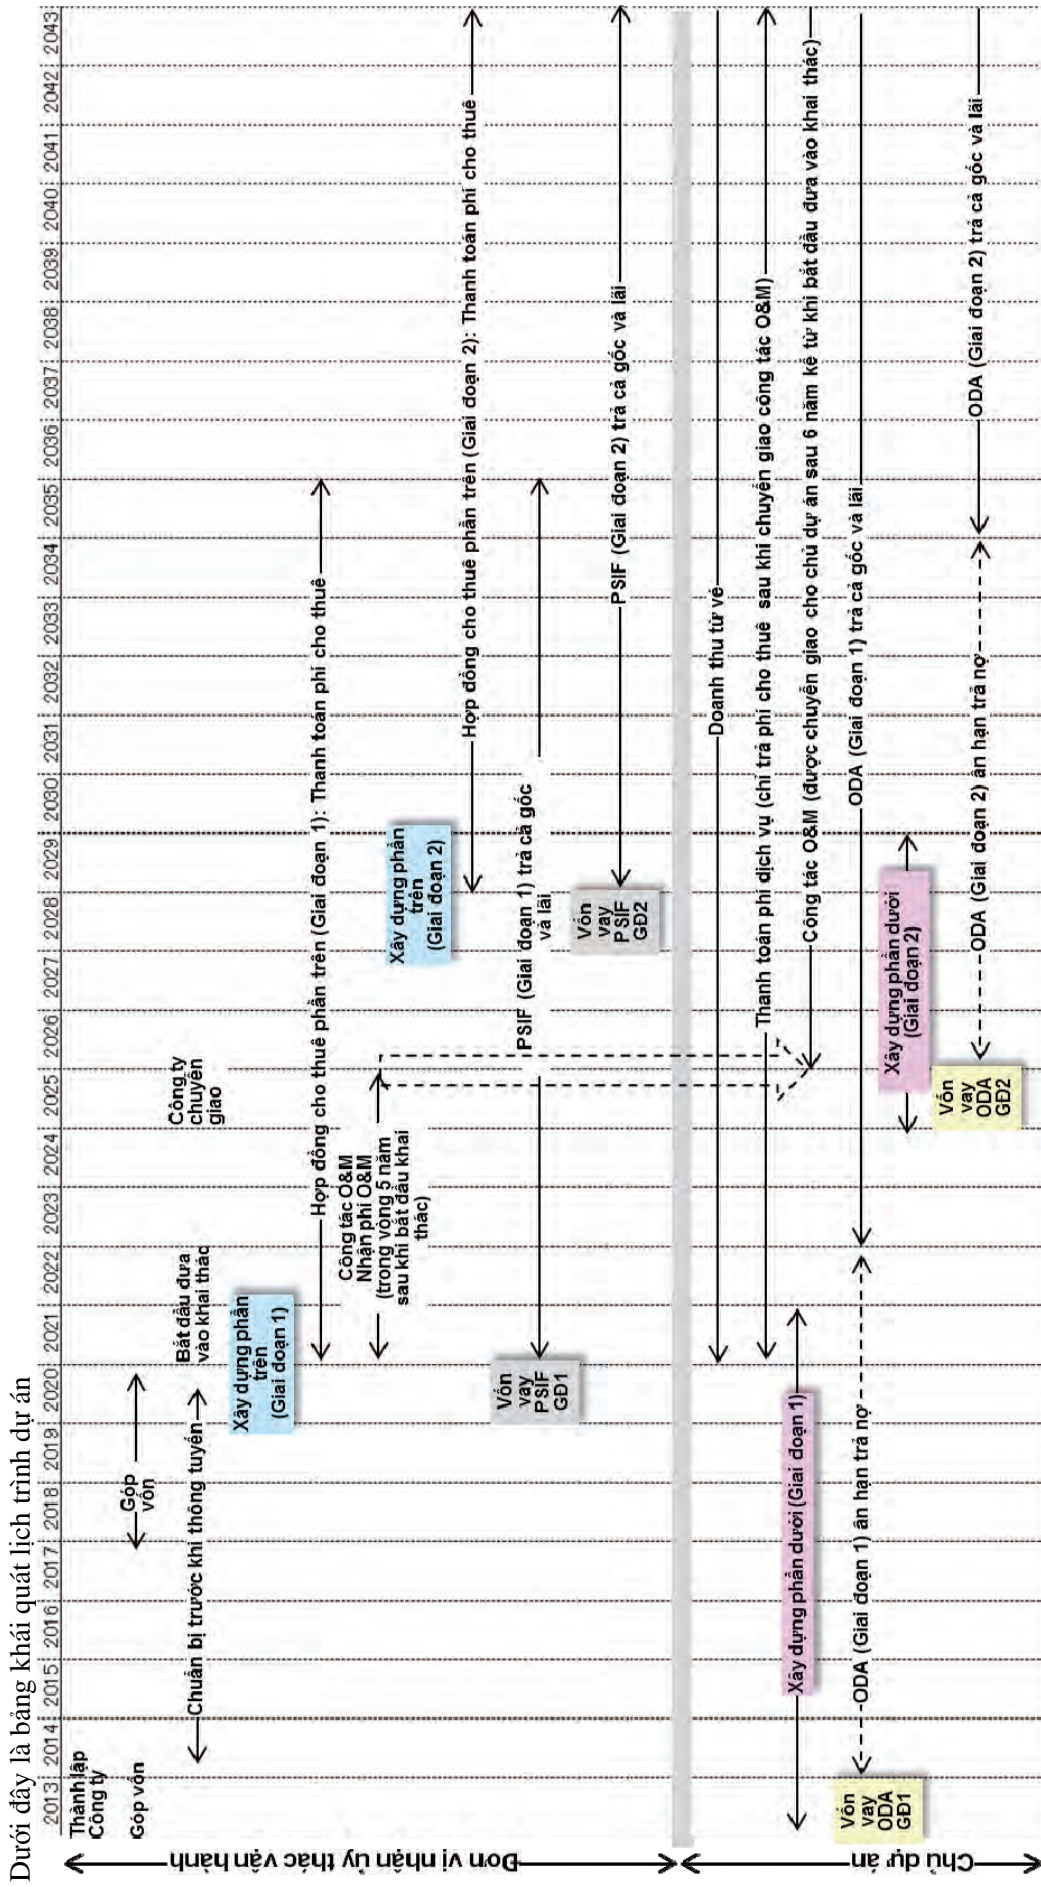 Dưới đây là bảng khái quát lịch trình dự án
2013 2014 2015 2016 2017 2018 2019 2020 2021 2022 2023 2024 2025 2026 2027 2028 2029 2030 2031 2032 2033 2034 2035 2036 2037 2038 2039 2040 2041 2042 2043
Đơn vị nhận ủy thác vận hành
Thành lập
Công ty
Góp vốn
Góp
vốn
Chuẩn bị trước khi thông tuyến
Bắt đầu đưa
vào khai thác
Công ty
chuyển
giao
Xây dựng phần
trên
(Giai đoạn 1)
Hợp đồng cho thuê phần trên (Giai đoạn 1): Thanh toán phí cho thuê
Công tác O&M
Nhận phí O&M
(trong vòng 5 năm
sau khi bắt đầu khai
thác)
Xây dựng phần
trên
(Giai đoạn 2)
Hợp đồng cho thuê phần trên (Giai đoạn 2): Thanh toán phí cho thuê
Vốn
vay
PSIF
GĐ1
PSIF (Giai đoạn 1) trả cả gốc
và lãi
Vốn
vay
PSIF
GĐ2
PSIF (Giai đoạn 2) trả cả gốc và lãi
Chủ dự án
Doanh thu từ vé
Thanh toán phí dịch vụ (chỉ trả phí cho thuê sau khi chuyển giao công tác O&M)
Xây dựng phần dưới (Giai đoạn 1)
Công tác O&M (được chuyển giao cho chủ dự án sau 6 năm kể từ khi bắt đầu đưa vào khai thác)
Vốn
vay
ODA
GĐ1
ODA (Giai đoạn 1) ân hạn trả nợ
ODA (Giai đoạn 1) trả cả gốc và lãi
Xây dựng phần dưới
(Giai đoạn 2)
Vốn
vay
ODA
GĐ2
ODA (Giai đoạn 2) ân hạn trả nợ
ODA (Giai đoạn 2) trả cả gốc và lãi